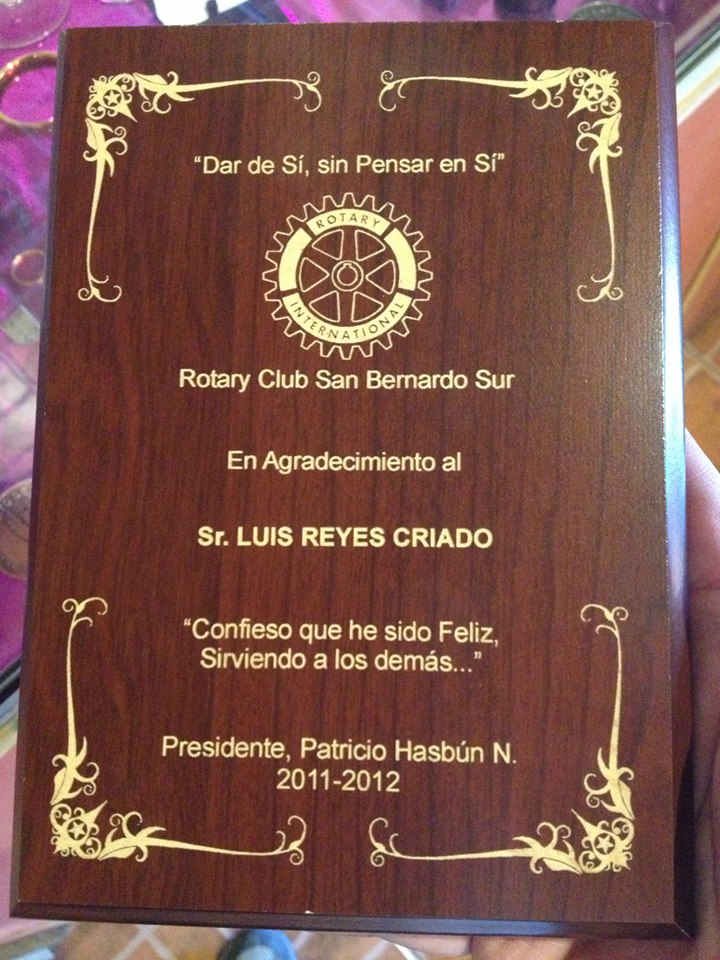 “Dar de Sí, sin Pensar en Sí”
ROTARY
INTERNATIONAL
Rotary Club San Bernardo Sur
En Agradecimiento al
Sr. LUIS REYES CRIADO
“Confieso que he sido Feliz,
Sirviendo a los demás...”
Presidente, Patricio Hasbún N.
2011-2012